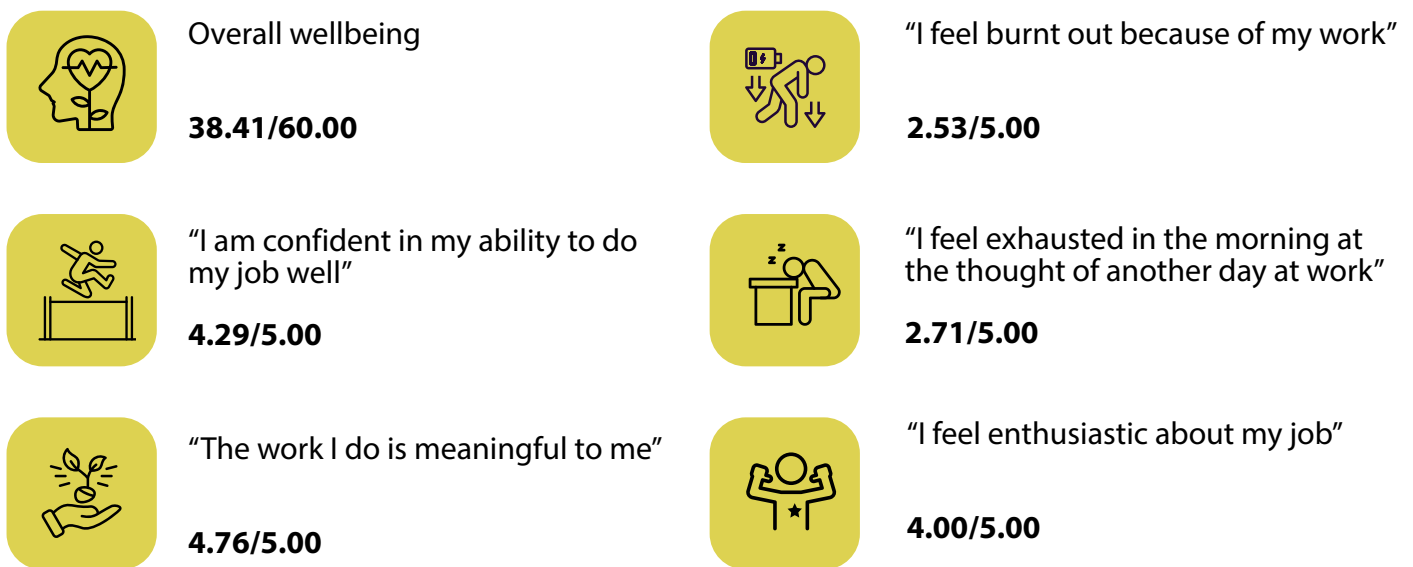 Overall wellbeing
38.41/60.00
“I feel burnt out because of my work”
2.53/5.00
“I am confident in my ability to do
my job well”
4.29/5.00
“I feel exhausted in the morning at
the thought of another day at work”
2.71/5.00
“The work I do is meaningful to me”
4.76/5.00
“I feel enthusiastic about my job”
4.00/5.00